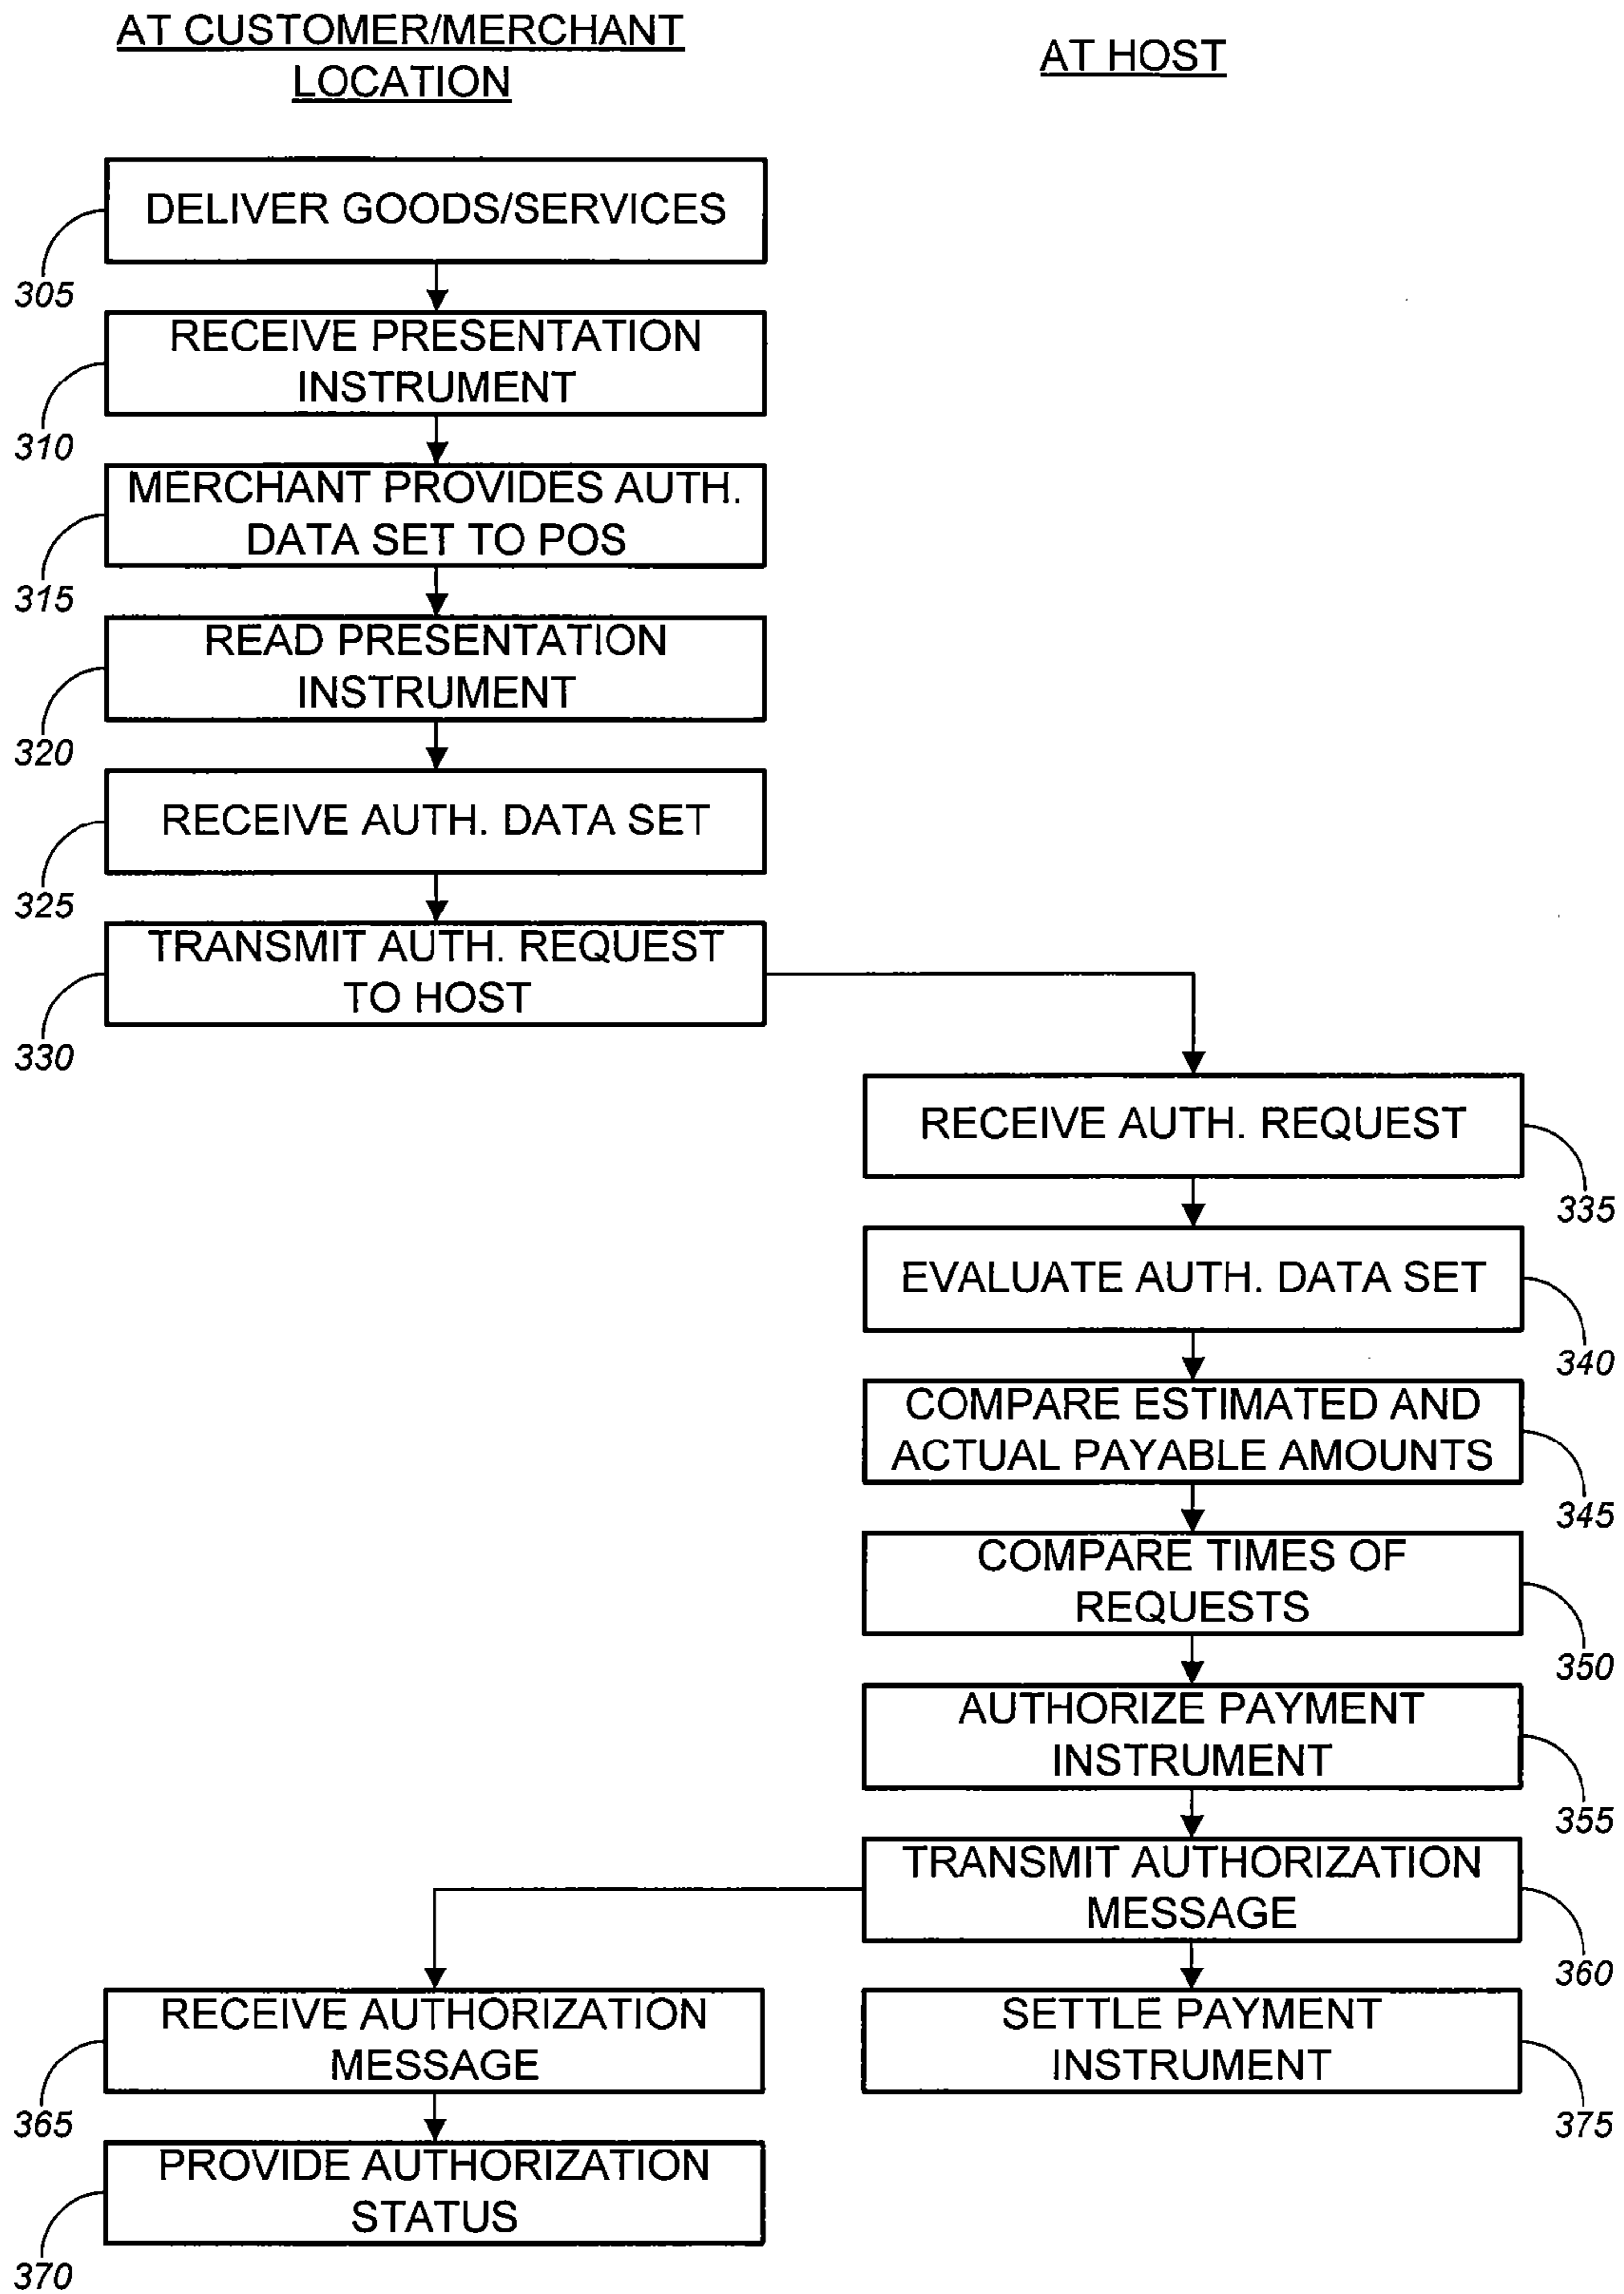 AT CUSTOMER/MERCHANT
LOCATION
AT HOST
DELIVER GOODS/SERVICES
305
RECEIVE PRESENTATION
INSTRUMENT
310
MERCHANT PROVIDES AUTH.
DATA SET TO POS
315
READ PRESENTATION
INSTRUMENT
320
RECEIVE AUTH. DATA SET
325
TRANSMIT AUTH. REQUEST
TO HOST
330
RECEIVE AUTH. REQUEST
335
EVALUATE AUTH. DATA SET
340
COMPARE ESTIMATED AND
ACTUAL PAYABLE AMOUNTS
345
COMPARE TIMES OF
REQUESTS
350
AUTHORIZE PAYMENT
INSTRUMENT
355
TRANSMIT AUTHORIZATION
MESSAGE
360
RECEIVE AUTHORIZATION
MESSAGE
365
SETTLE PAYMENT
INSTRUMENT
375
PROVIDE AUTHORIZATION
STATUS
370